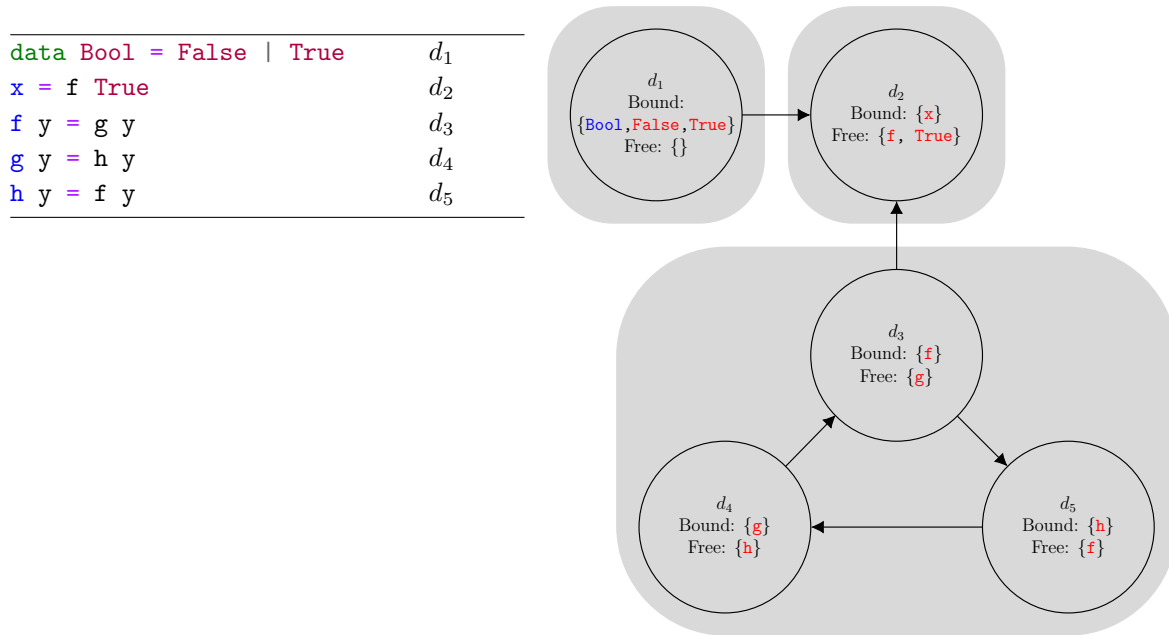 data Bool = False | True d₁
x = f True d₂
f y = g y d₃
g y = h y d₄
h y = f y d₅
d₁
Bound:
{Bool,False,True}
Free: {}
d₂
Bound: {x}
Free: {f, True}
d₃
Bound: {f}
Free: {g}
d₄
Bound: {g}
Free: {h}
d₅
Bound: {h}
Free: {f}